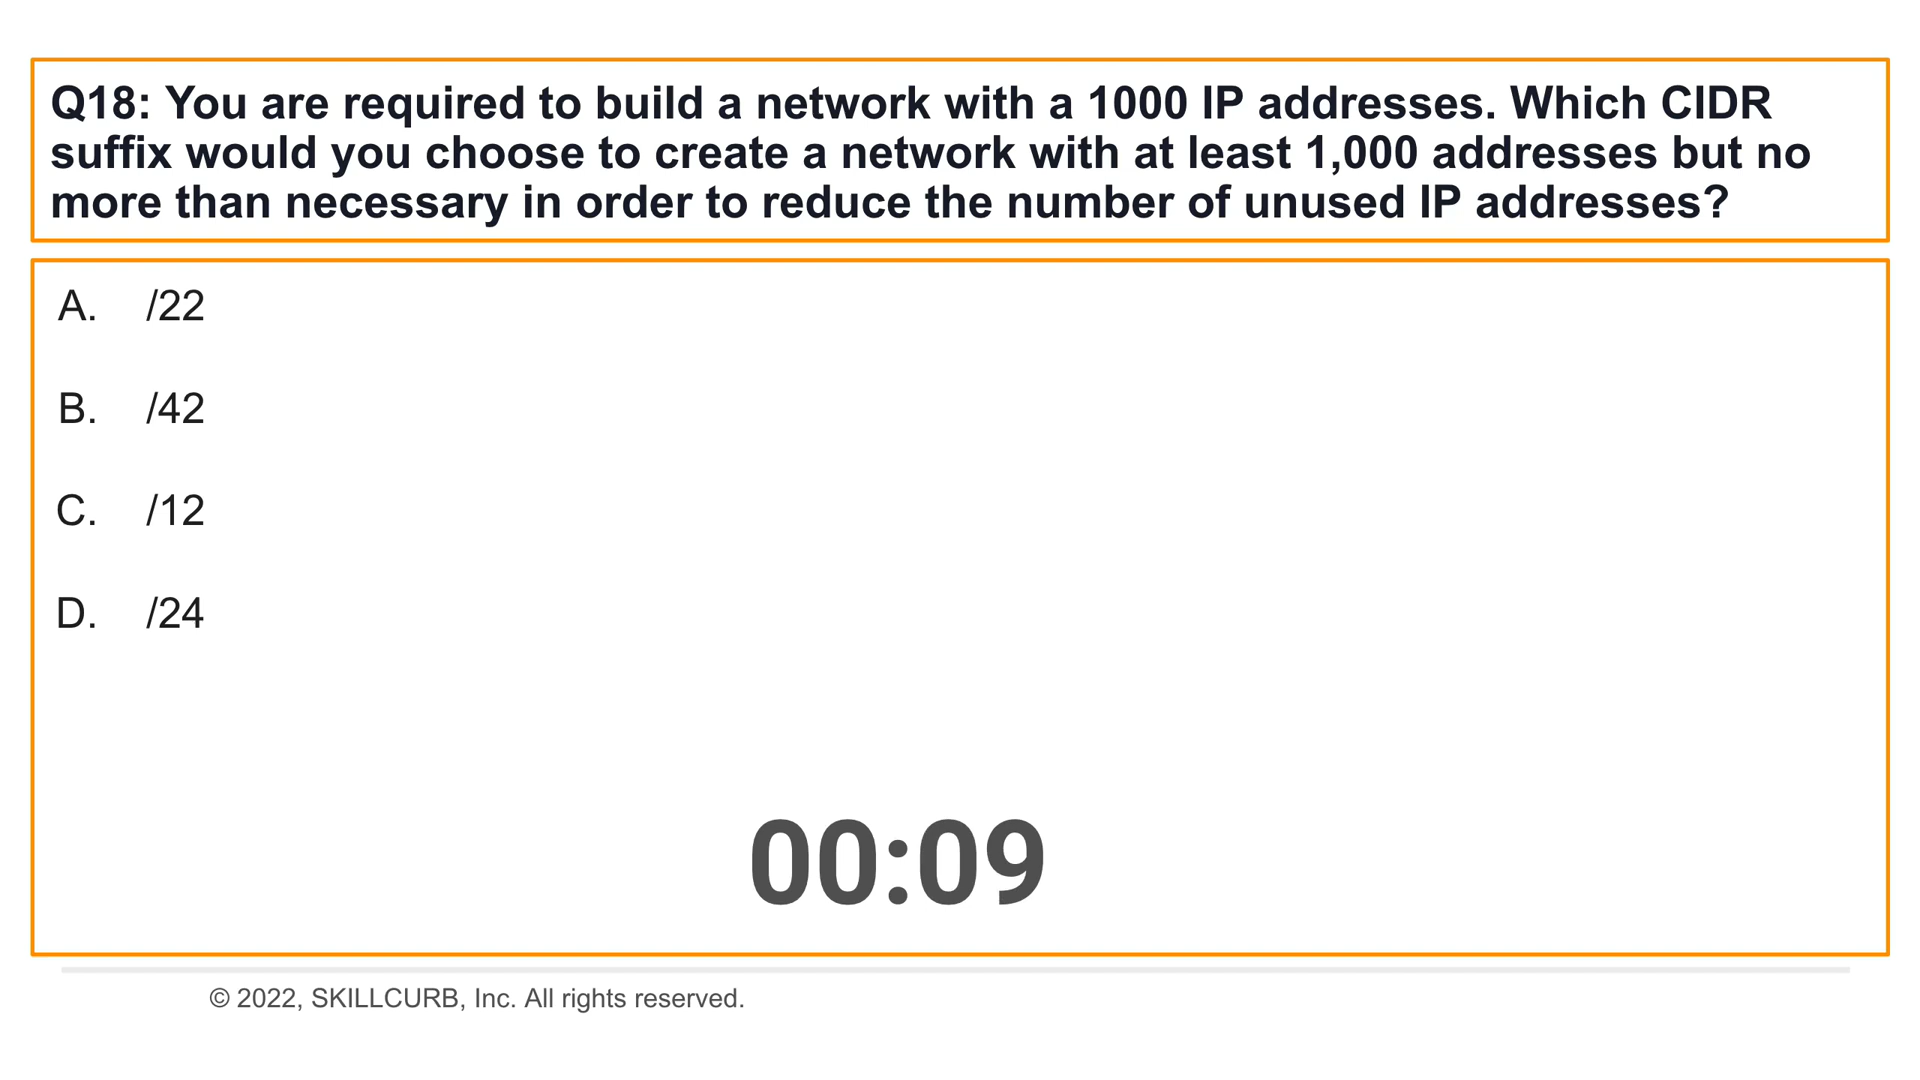 Q18: You are required to build a network with a 1000 IP addresses. Which CIDR
suffix would you choose to create a network with at least 1,000 addresses but no
more than necessary in order to reduce the number of unused IP addresses?
A. /22
B. /42
C. /12
D. /24
00:09
© 2022, SKILLCURB, Inc. All rights reserved.